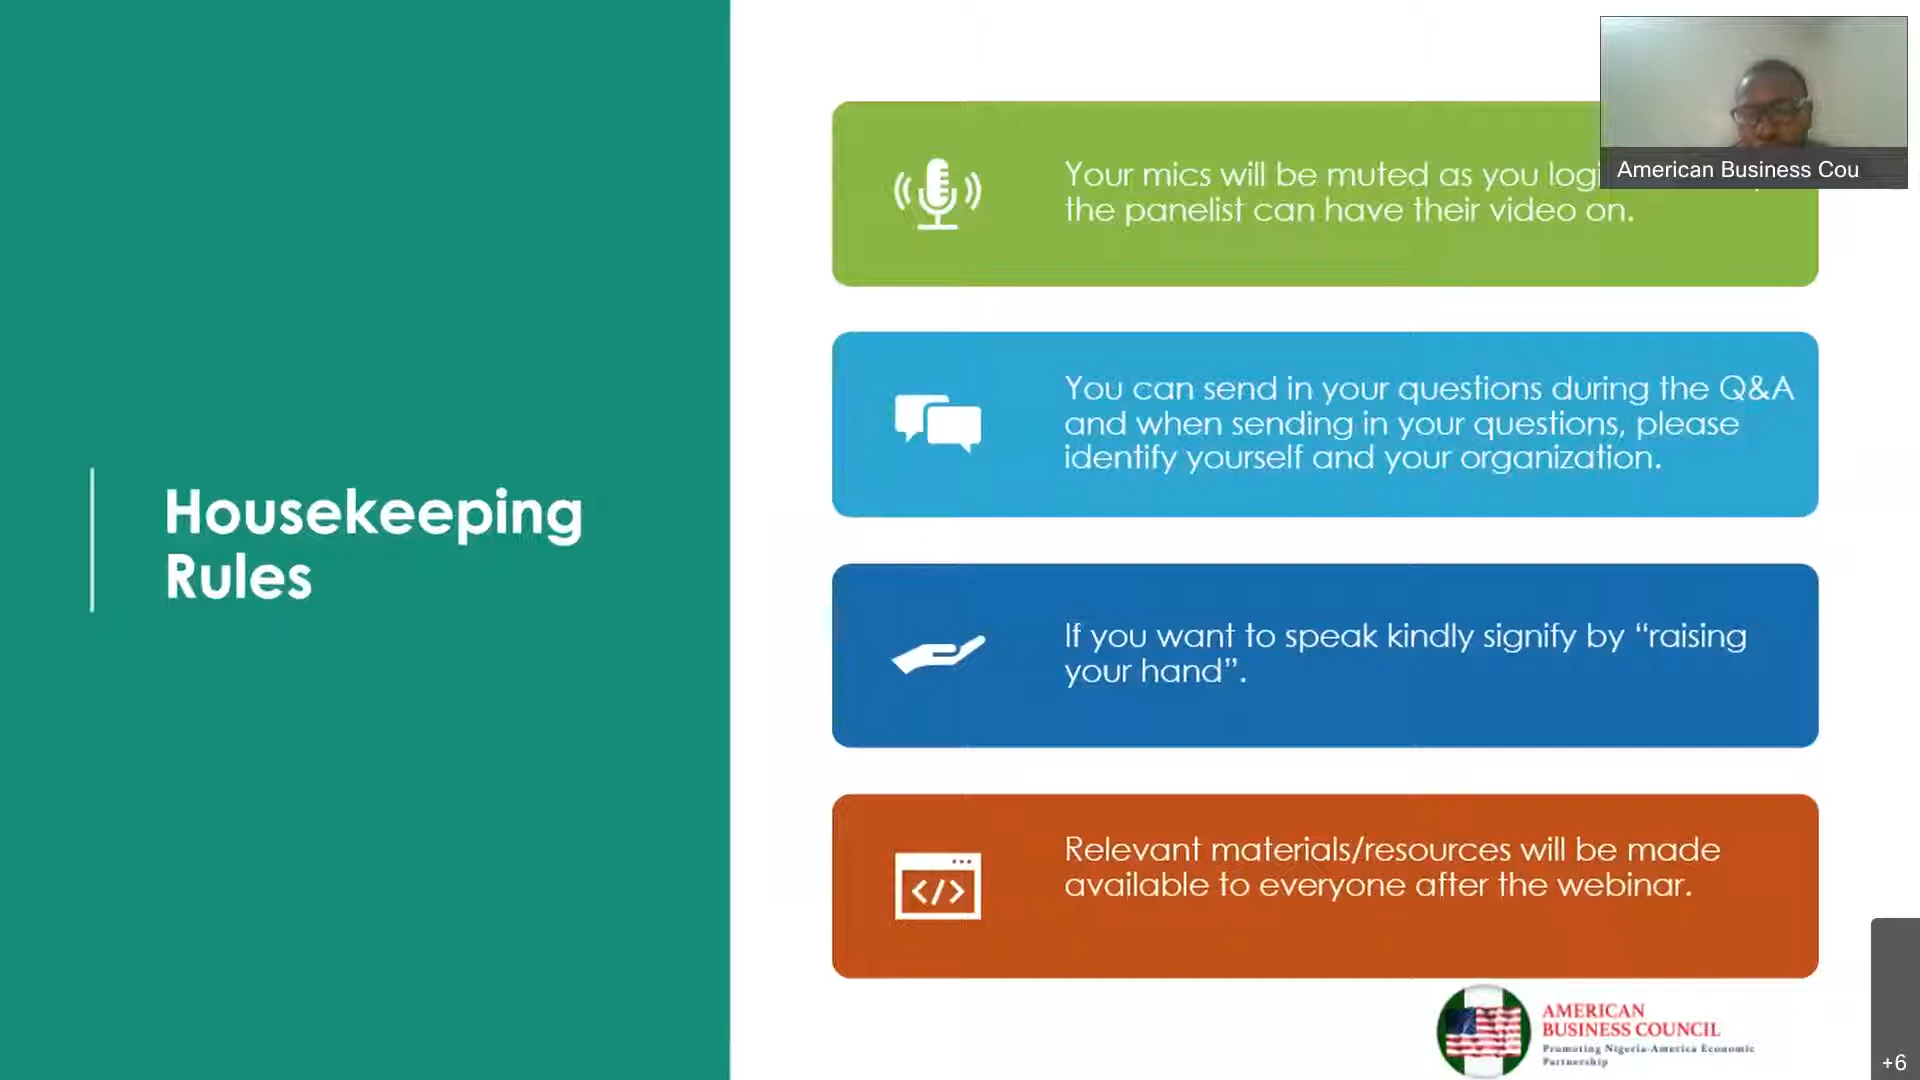 Housekeeping
Rules
Your mics will be muted as you logi
the panelist can have their video on.
You can send in your questions during the Q&A
and when sending in your questions, please
identify yourself and your organization.
If you want to speak kindly signify by “raising
your hand”.
Relevant materials/resources will be made
available to everyone after the webinar.
</>
American Business Cou
AMERICAN
BUSINESS COUNCIL
Promoting Nigeria-America Economic
Partnership
+6